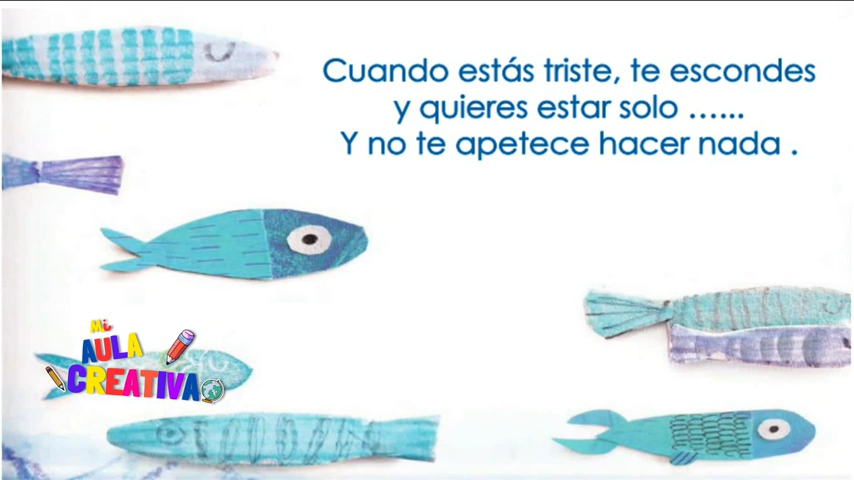 Cuando estás triste, te escondes
y quieres estar solo ......
Y no te apetece hacer nada .
Mi
AULA
CREATIVA